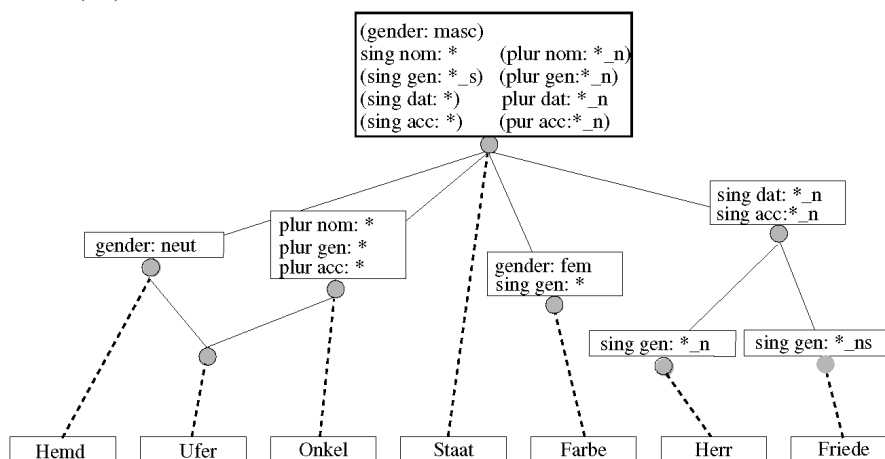 (gender: masc)
sing nom: * (plur nom: *_n)
(sing gen: *_s) (plur gen:*_n)
(sing dat: *) plur dat: *_n
(sing acc: *) (pur acc:*_n)
sing dat: *_n
sing acc:*_n
plur nom: *
plur gen: *
plur acc: *
gender: neut
gender: fem
sing gen: *
sing gen: *_n
sing gen: *_ns
Hemd
Ufer
Onkel
Staat
Farbe
Herr
Friede